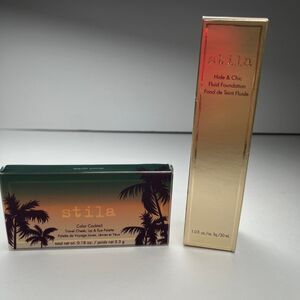 stila
Color Cocktail
Travel Cheek, Lip & Eye Palette
Palette de Voyage Joues, Lèvres et Yeux
stila
Hide & Chic
Fluid Foundation
Fond de Teint Fluide